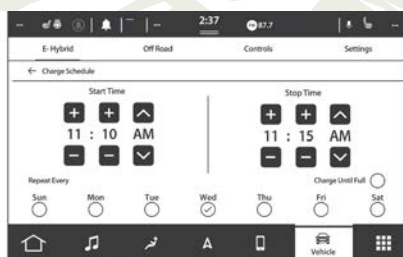 -- -- 2:37 FM 87.7 --
E- Hybrid Off Road Controls Settings
← Charge Schedule
Start Time Stop Time
+ + + +
11 : 10 AM 11 : 15 AM
− − − −
Repeat Every Charge Until Full
Sun Mon Tue Wed Thu Fri Sat
Vehicle